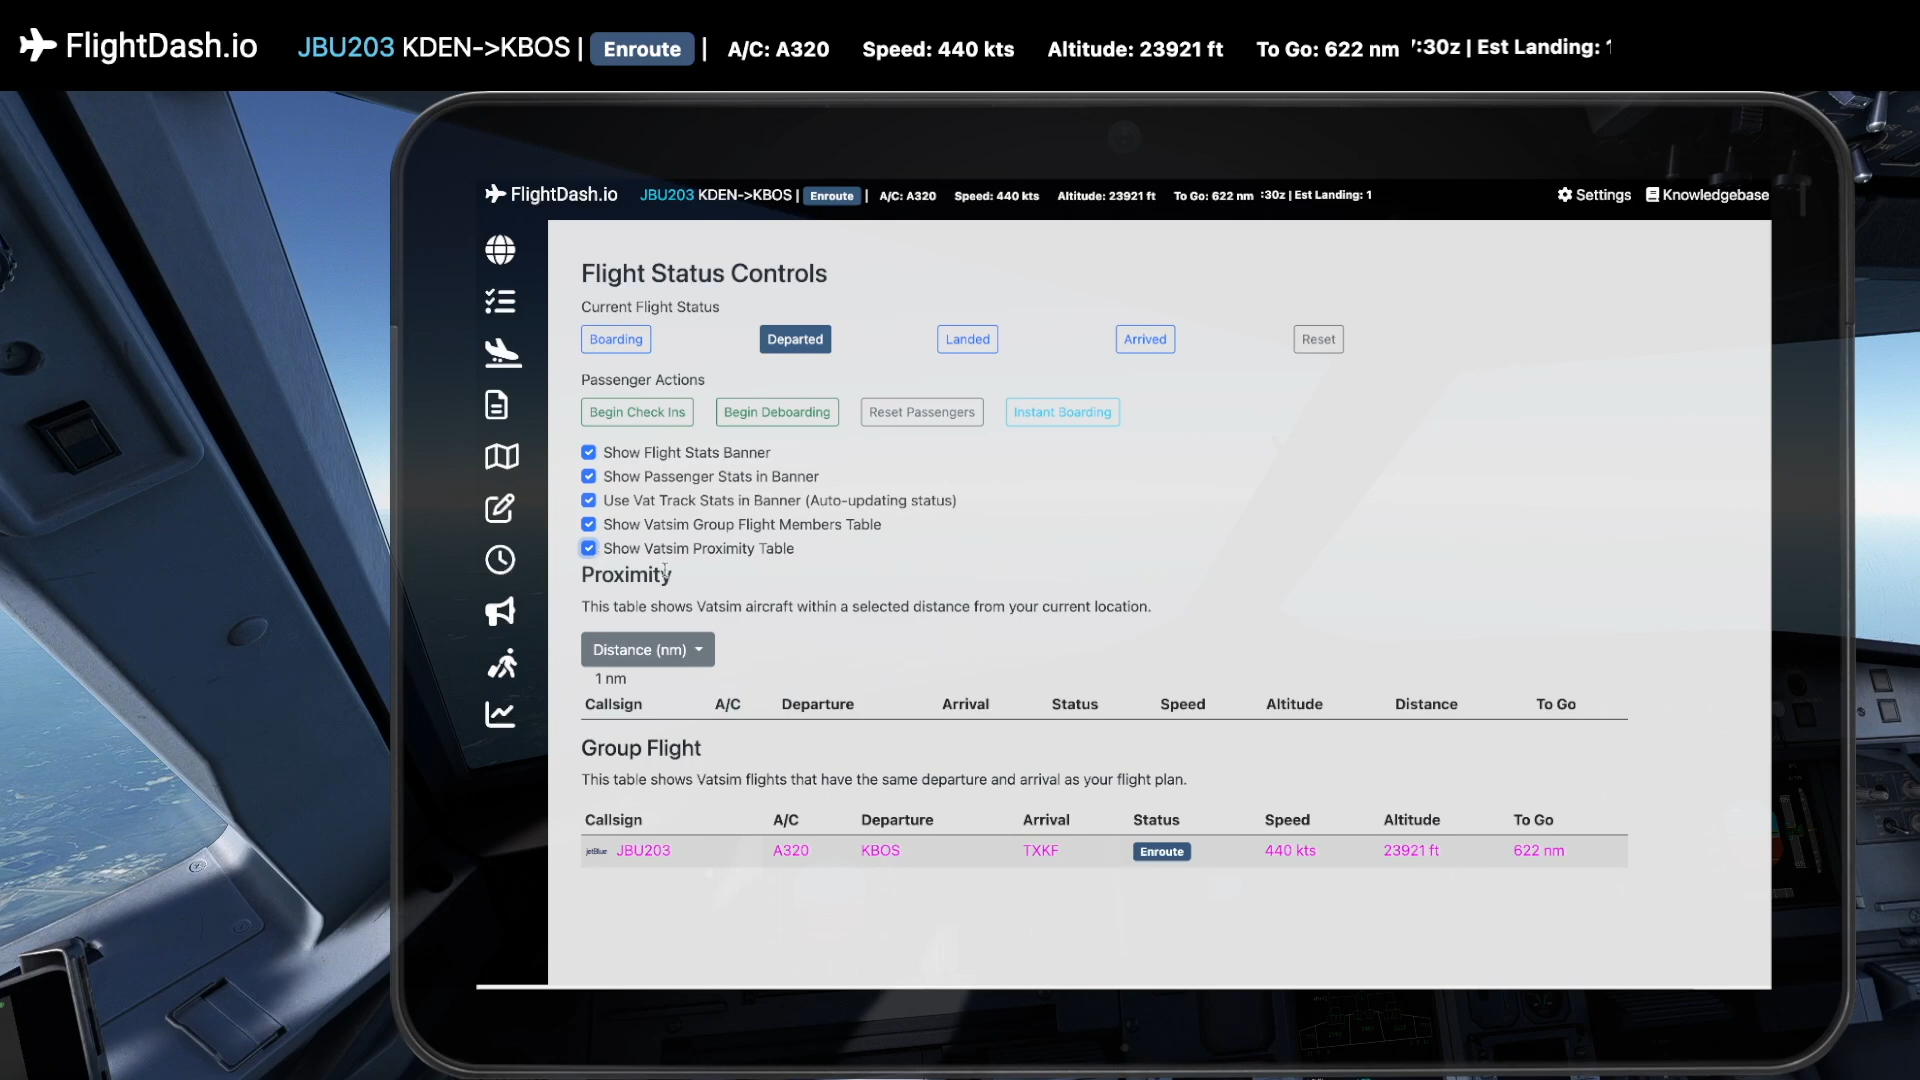 FlightDash.io JBU203 KDEN->KBOS | Enroute | A/C: A320 Speed: 440 kts Altitude: 23921 ft To Go: 622 nm :30z | Est Landing: 1
FlightDash.io JBU203 KDEN->KBOS | Enroute | A/C: A320 Speed: 440 kts Altitude: 23921 ft To Go: 622 nm :30z | Est Landing: 1 Settings Knowledgebase
Flight Status Controls
Current Flight Status
Boarding Departed Landed Arrived Reset
Passenger Actions
Begin Check Ins Begin Deboarding Reset Passengers Instant Boarding
Show Flight Stats Banner
Show Passenger Stats in Banner
Use Vat Track Stats in Banner (Auto-updating status)
Show Vatsim Group Flight Members Table
Show Vatsim Proximity Table
Proximity
This table shows Vatsim aircraft within a selected distance from your current location.
Distance (nm)
1 nm
Callsign A/C Departure Arrival Status Speed Altitude Distance To Go
Group Flight
This table shows Vatsim flights that have the same departure and arrival as your flight plan.
Callsign A/C Departure Arrival Status Speed Altitude To Go
jetBlue JBU203 A320 KBOS TXKF Enroute 440 kts 23921 ft 622 nm